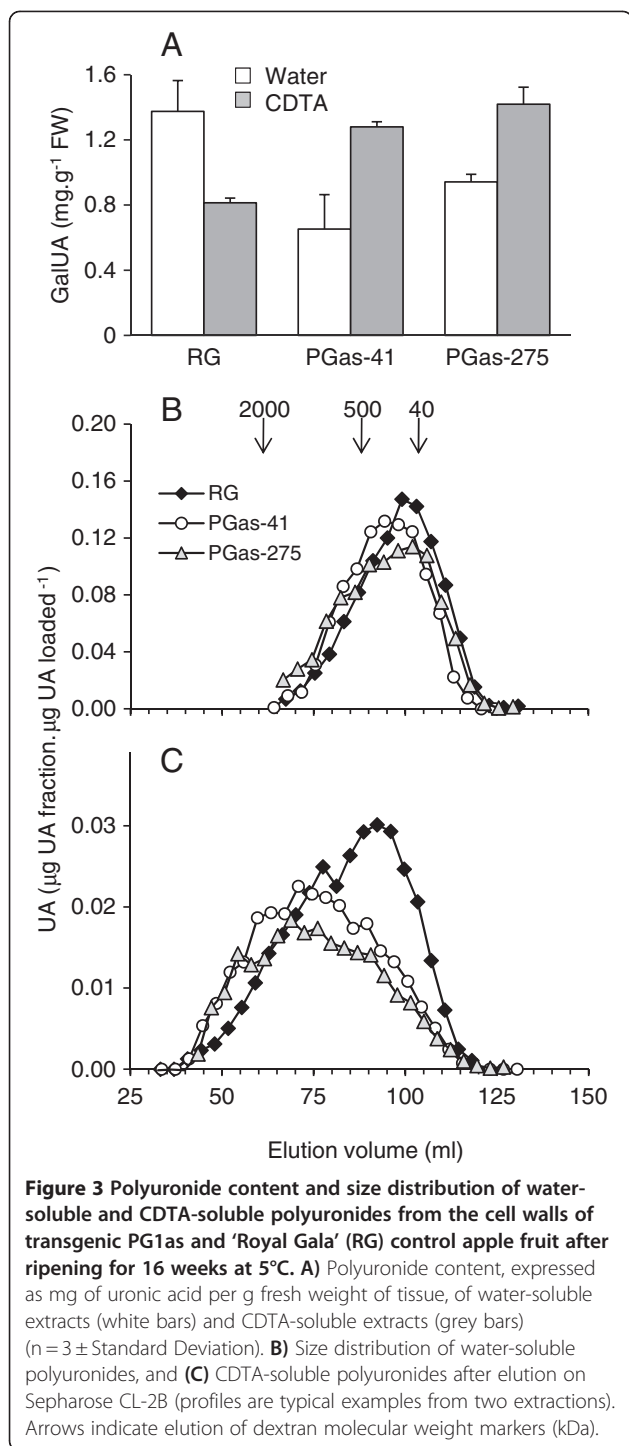 A
1.6
1.2
0.8
0.4
0
GalUA (mg.g⁻¹ FW)
Water
CDTA
RG
PGas-41
PGas-275
B
2000
500
40
0.20
0.16
0.12
0.08
0.04
0.00
RG
PGas-41
PGas-275
UA (µg UA fraction.µg UA loaded⁻¹)
C
0.03
0.02
0.01
0.00
25
50
75
100
125
150
Elution volume (ml)
Figure 3 Polyuronide content and size distribution of water-
soluble and CDTA-soluble polyuronides from the cell walls of
transgenic PG1as and ‘Royal Gala’ (RG) control apple fruit after
ripening for 16 weeks at 5°C. A) Polyuronide content, expressed
as mg of uronic acid per g fresh weight of tissue, of water-soluble
extracts (white bars) and CDTA-soluble extracts (grey bars)
(n = 3 ± Standard Deviation). B) Size distribution of water-soluble
polyuronides, and (C) CDTA-soluble polyuronides after elution on
Sepharose CL-2B (profiles are typical examples from two extractions).
Arrows indicate elution of dextran molecular weight markers (kDa).